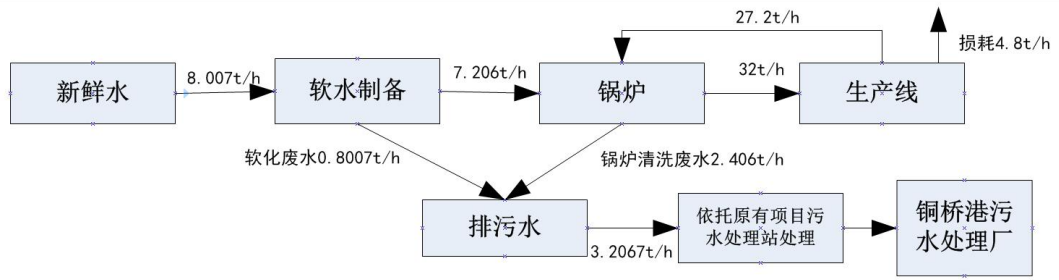 27.2t/h
损耗4.8t/h
新鲜水
8.007t/h
软水制备
7.206t/h
锅炉
32t/h
生产线
软化废水0.8007t/h
锅炉清洗废水2.406t/h
排污水
3.2067t/h
依托原有项目污
水处理站处理
铜桥港污
水处理厂